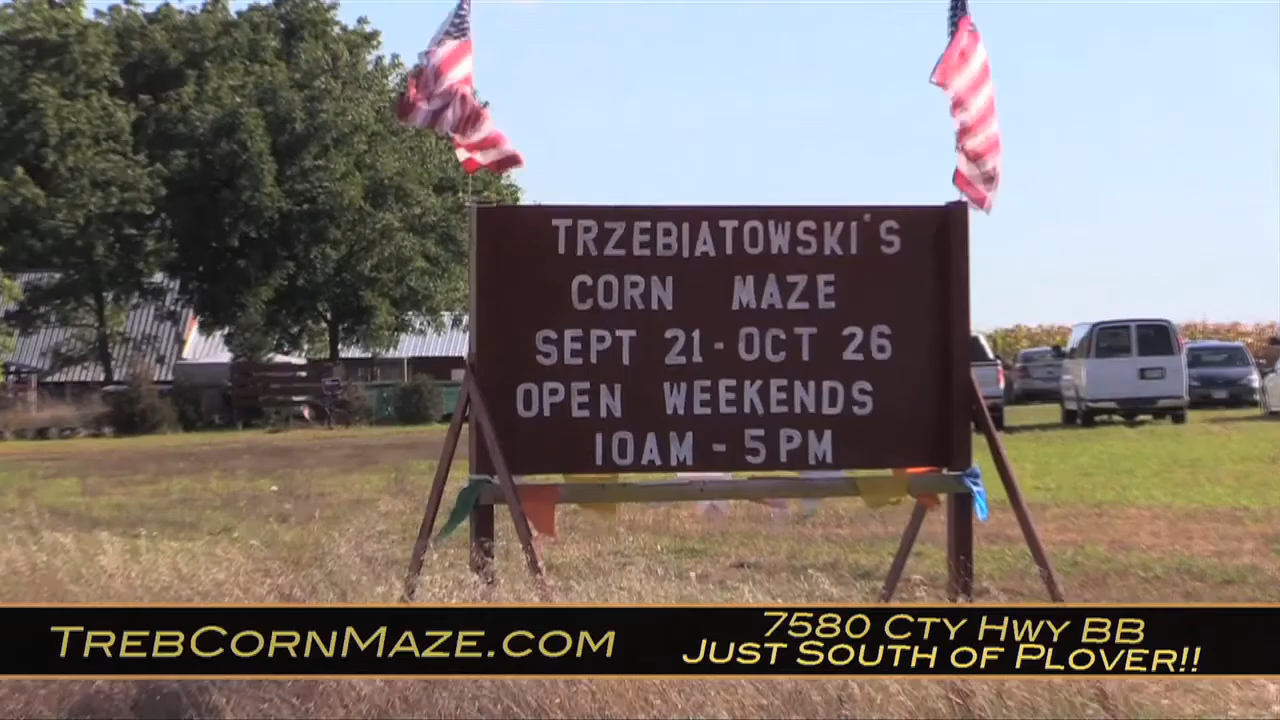 TRZEBIATOWSKI'S
CORN MAZE
SEPT 21-OCT 26
OPEN WEEKENDS
10AM-5PM
TREBCORNMAZE.COM
7580 CTY HWY BB
JUST SOUTH OF PLOVER!!